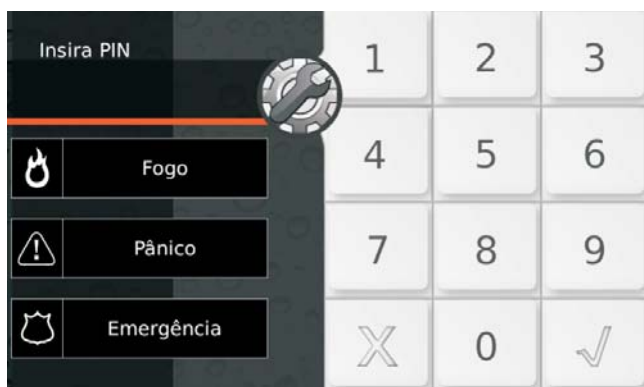 Insira PIN
1 2 3
Fogo
4 5 6
Pânico
7 8 9
Emergência
X 0 √